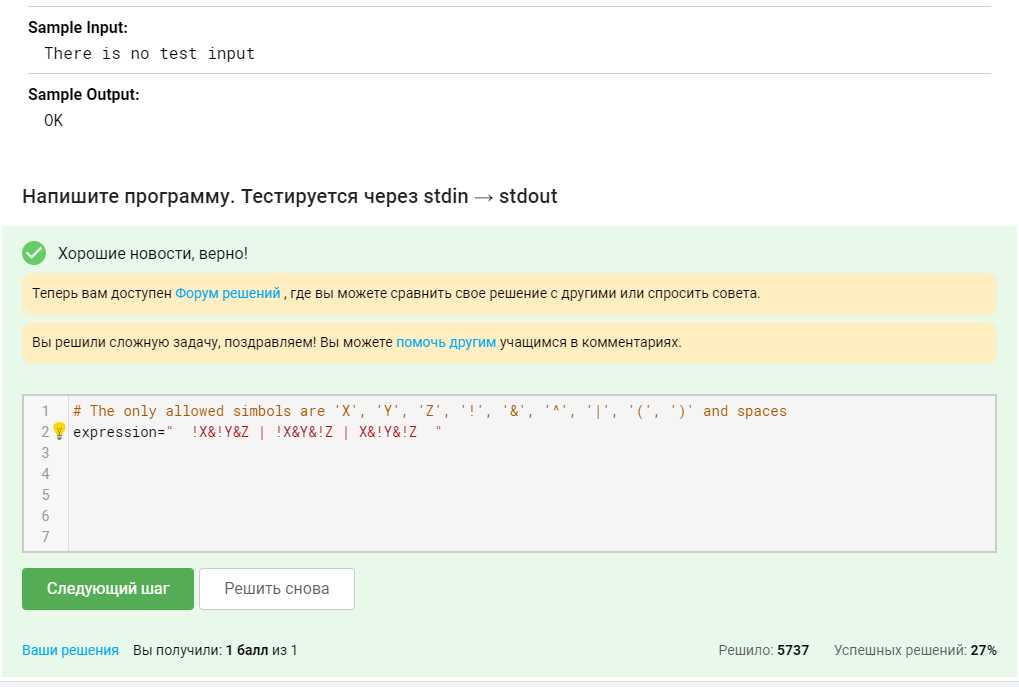 Sample Input:
There is no test input
Sample Output:
OK
Напишите программу. Тестируется через stdin → stdout
Хорошие новости, верно!
Теперь вам доступен Форум решений , где вы можете сравнить свое решение с другими или спросить совета.
Вы решили сложную задачу, поздравляем! Вы можете помочь другим учащимся в комментариях.
1 # The only allowed simbols are 'X', 'Y', 'Z', '!', '&', '^', '|', '(', ')' and spaces
2 expression="  !X&!Y&Z | !X&Y&!Z | X&!Y&!Z  "
3
4
5
6
7
Следующий шаг Решить снова
Ваши решения Вы получили: 1 балл из 1 Решило: 5737 Успешных решений: 27%